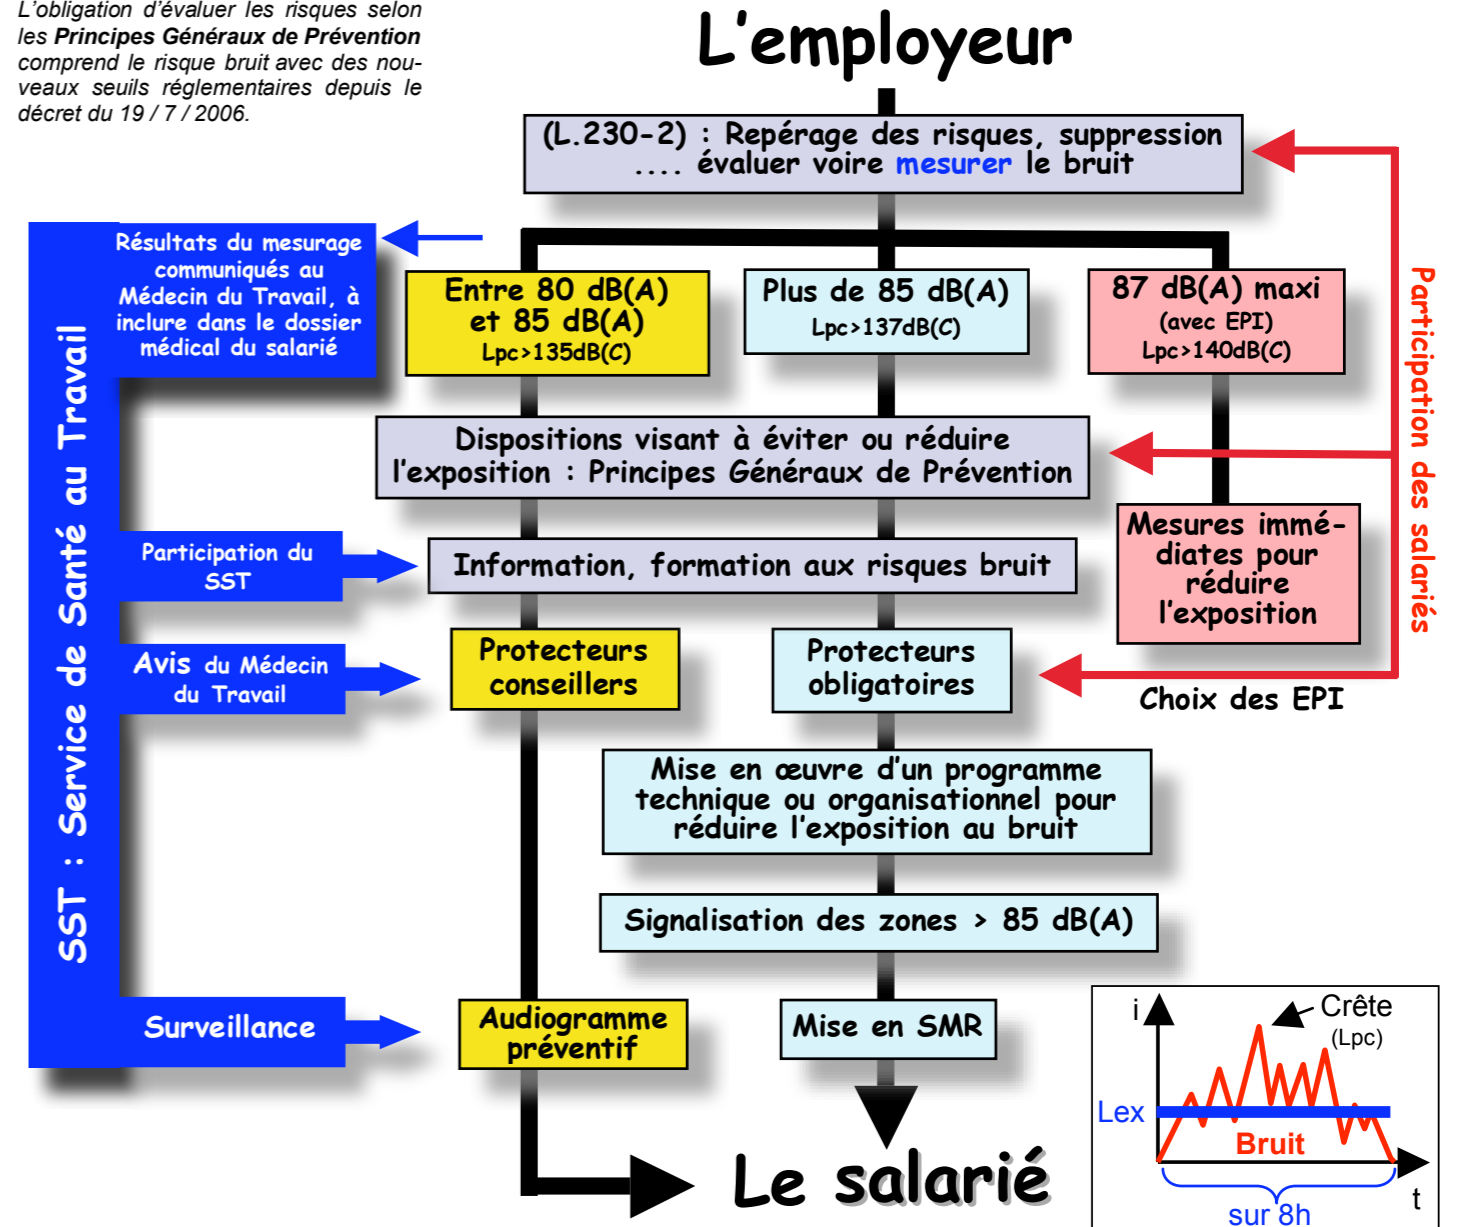 L'obligation d'évaluer les risques selon
les Principes Généraux de Prévention
comprend le risque bruit avec des nou-
veaux seuils réglementaires depuis le
décret du 19 / 7 / 2006.
L'employeur
(L.230-2) : Repérage des risques, suppression
.... évaluer voire mesurer le bruit
Résultats du mesurage
communiqués au
Médecin du Travail, à
inclure dans le dossier
médical du salarié
Entre 80 dB(A)
et 85 dB(A)
Lpc>135dB(C)
Plus de 85 dB(A)
Lpc>137dB(C)
87 dB(A) maxi
(avec EPI)
Lpc>140dB(C)
Participation des salariés
SST : Service de Santé au Travail
Dispositions visant à éviter ou réduire
l'exposition : Principes Généraux de Prévention
Mesures immé-
diates pour
réduire
l'exposition
Participation du
SST
Information, formation aux risques bruit
Avis du Médecin
du Travail
Protecteurs
conseillers
Protecteurs
obligatoires
Choix des EPI
Mise en œuvre d'un programme
technique ou organisationnel pour
réduire l'exposition au bruit
Signalisation des zones > 85 dB(A)
Surveillance
Audiogramme
préventif
Mise en SMR
Le salarié
i
Crête
(Lpc)
Lex
Bruit
t
sur 8h